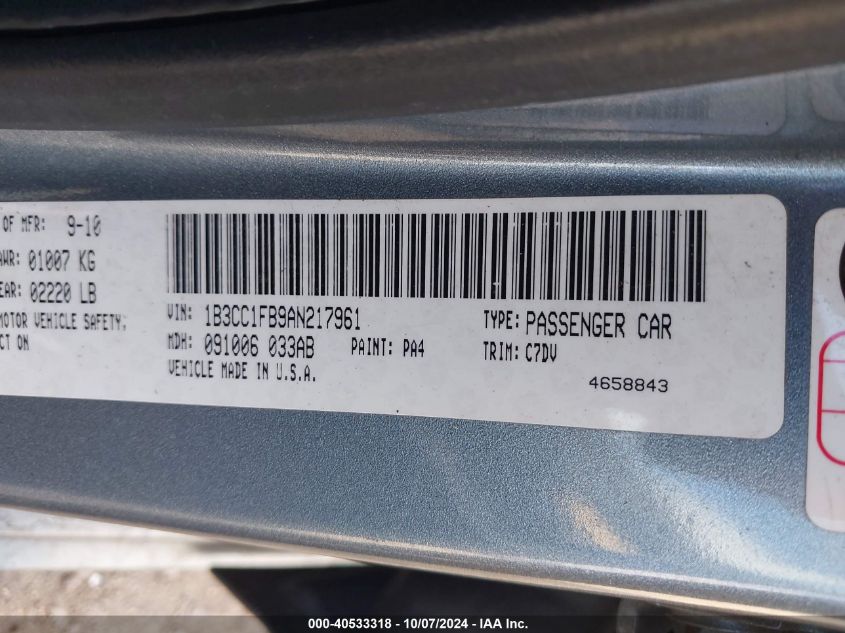 OF MFR: 9-10
AWR: 01007 KG
EAR: 02220 LB
MOTOR VEHICLE SAFETY,
CT ON
VIN: 1B3CC1FB9AN217961 TYPE: PASSENGER CAR
MDH: 091006 033AB PAINT: PA4 TRIM: C7DV
VEHICLE MADE IN U.S.A.
4658843
000-40533318 - 10/07/2024 - IAA Inc.